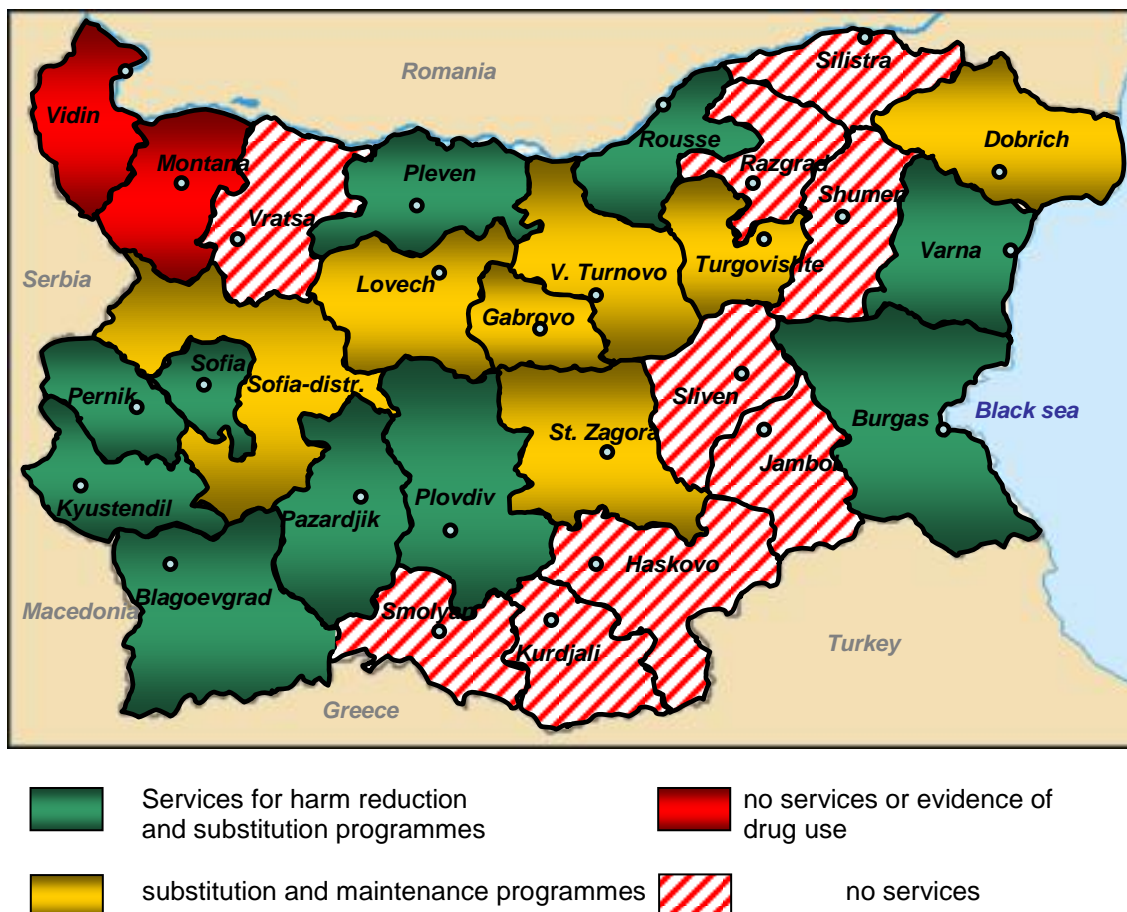 Romania
Silistra
Vidin
Rousse
Dobrich
Montana
Pleven
Razgrad
Shumen
Vratsa
Varna
Serbia
Lovech
V. Turnovo
Turgovishte
Gabrovo
Sofia
Pernik
Sofia-distr.
Sliven
Burgas
Black sea
St. Zagora
Jambol
Kyustendil
Pazardjik
Plovdiv
Haskovo
Macedonia
Blagoevgrad
Smolyan
Kurdjali
Turkey
Greece
Services for harm reduction
and substitution programmes
no services or evidence of
drug use
substitution and maintenance programmes
no services